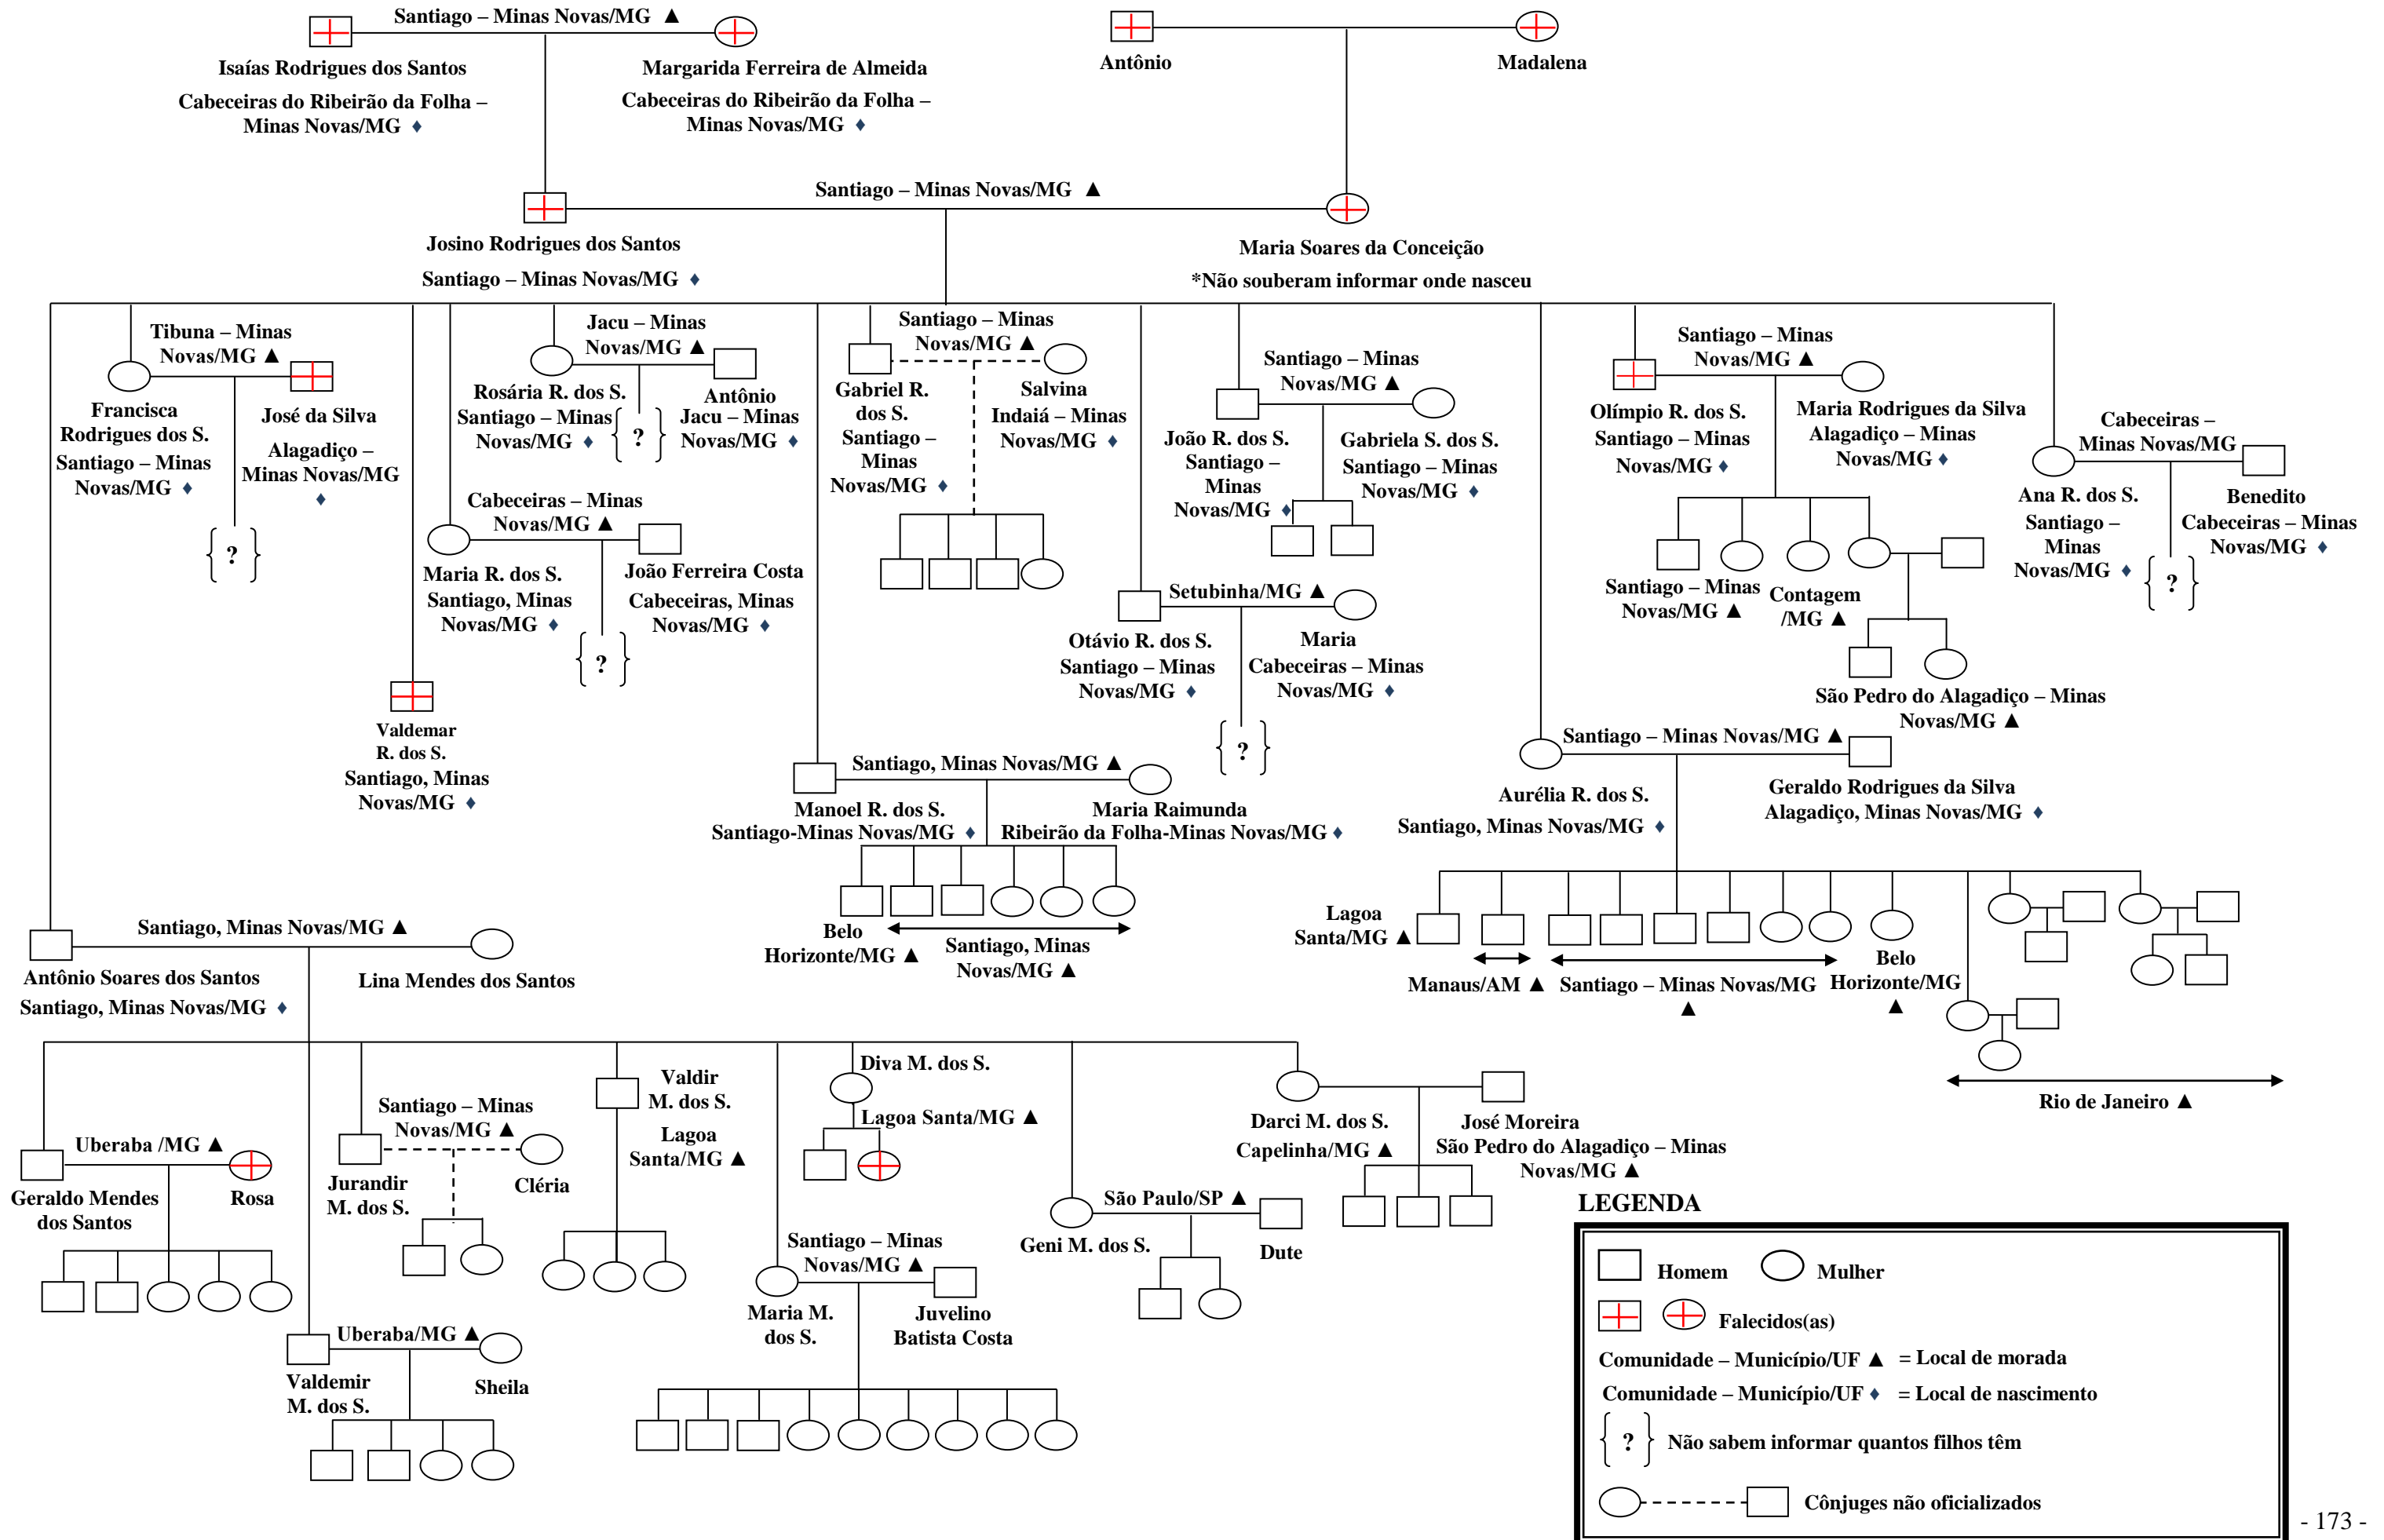 Santiago – Minas Novas/MG ▲
Isaías Rodrigues dos Santos
Cabeceiras do Ribeirão da Folha –
Minas Novas/MG ♦
Margarida Ferreira de Almeida
Cabeceiras do Ribeirão da Folha –
Minas Novas/MG ♦
Antônio
Madalena
Santiago – Minas Novas/MG ▲
Josino Rodrigues dos Santos
Santiago – Minas Novas/MG ♦
Maria Soares da Conceição
*Não souberam informar onde nasceu
Tibuna – Minas
Novas/MG ▲
Francisca
Rodrigues dos S.
Santiago – Minas
Novas/MG ♦
José da Silva
Alagadiço –
Minas Novas/MG
♦
{ ? }
Valdemar
R. dos S.
Santiago, Minas
Novas/MG ♦
Jacu – Minas
Novas/MG ▲
Rosária R. dos S.
Santiago – Minas
Novas/MG ♦
{ ? }
Antônio
Jacu – Minas
Novas/MG ♦
Cabeceiras – Minas
Novas/MG ▲
Maria R. dos S.
Santiago, Minas
Novas/MG ♦
João Ferreira Costa
Cabeceiras, Minas
Novas/MG ♦
{ ? }
Santiago – Minas
Novas/MG ▲
Gabriel R.
dos S.
Santiago –
Minas
Novas/MG ♦
Salvina
Indaiá – Minas
Novas/MG ♦
Santiago – Minas
Novas/MG ▲
João R. dos S.
Santiago –
Minas
Novas/MG ♦
Gabriela S. dos S.
Santiago – Minas
Novas/MG ♦
Setubinha/MG ▲
Otávio R. dos S.
Santiago – Minas
Novas/MG ♦
Maria
Cabeceiras – Minas
Novas/MG ♦
{ ? }
Santiago – Minas
Novas/MG ▲
Olímpio R. dos S.
Santiago – Minas
Novas/MG ♦
Maria Rodrigues da Silva
Alagadiço – Minas
Novas/MG ♦
Santiago – Minas
Novas/MG ▲
Contagem
/MG ▲
São Pedro do Alagadiço – Minas
Novas/MG ▲
Cabeceiras –
Minas Novas/MG
Ana R. dos S.
Santiago –
Minas
Novas/MG ♦
Benedito
Cabeceiras – Minas
Novas/MG ♦
{ ? }
Santiago, Minas Novas/MG ▲
Manoel R. dos S.
Santiago-Minas Novas/MG ♦
Maria Raimunda
Ribeirão da Folha-Minas Novas/MG ♦
Belo
Horizonte/MG ▲
Santiago, Minas
Novas/MG ▲
Santiago – Minas Novas/MG ▲
Aurélia R. dos S.
Santiago, Minas Novas/MG ♦
Geraldo Rodrigues da Silva
Alagadiço, Minas Novas/MG ♦
Lagoa
Santa/MG ▲
Manaus/AM ▲
Santiago – Minas Novas/MG
▲
Belo
Horizonte/MG
▲
Rio de Janeiro ▲
Santiago, Minas Novas/MG ▲
Antônio Soares dos Santos
Santiago, Minas Novas/MG ♦
Lina Mendes dos Santos
Uberaba /MG ▲
Geraldo Mendes
dos Santos
Rosa
Uberaba/MG ▲
Valdemir
M. dos S.
Sheila
Santiago – Minas
Novas/MG ▲
Jurandir
M. dos S.
Cléria
Valdir
M. dos S.
Lagoa
Santa/MG ▲
Diva M. dos S.
Lagoa Santa/MG ▲
Santiago – Minas
Novas/MG ▲
Maria M.
dos S.
Juvelino
Batista Costa
São Paulo/SP ▲
Geni M. dos S.
Dute
Darci M. dos S.
Capelinha/MG ▲
José Moreira
São Pedro do Alagadiço – Minas
Novas/MG ▲
LEGENDA
Homem
Mulher
Falecidos(as)
Comunidade – Município/UF ▲ = Local de morada
Comunidade – Município/UF ♦ = Local de nascimento
{ ? } Não sabem informar quantos filhos têm
Cônjuges não oficializados
- 173 -